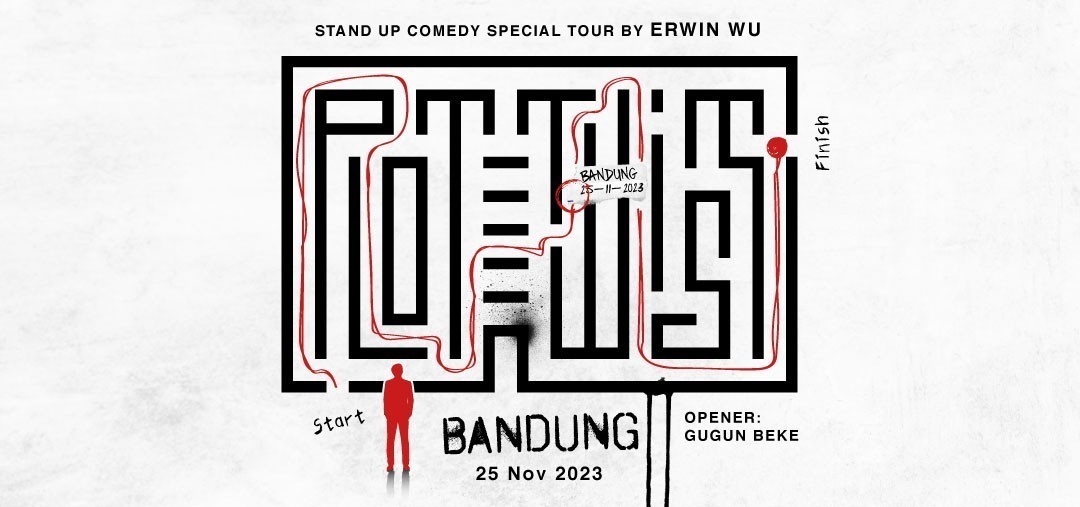 STAND UP COMEDY SPECIAL TOUR BY ERWIN WU
PLOT TWIST
BANDUNG
25-11-2023
Finish
Start
BANDUNG
25 Nov 2023
OPENER:
GUGUN BEKE